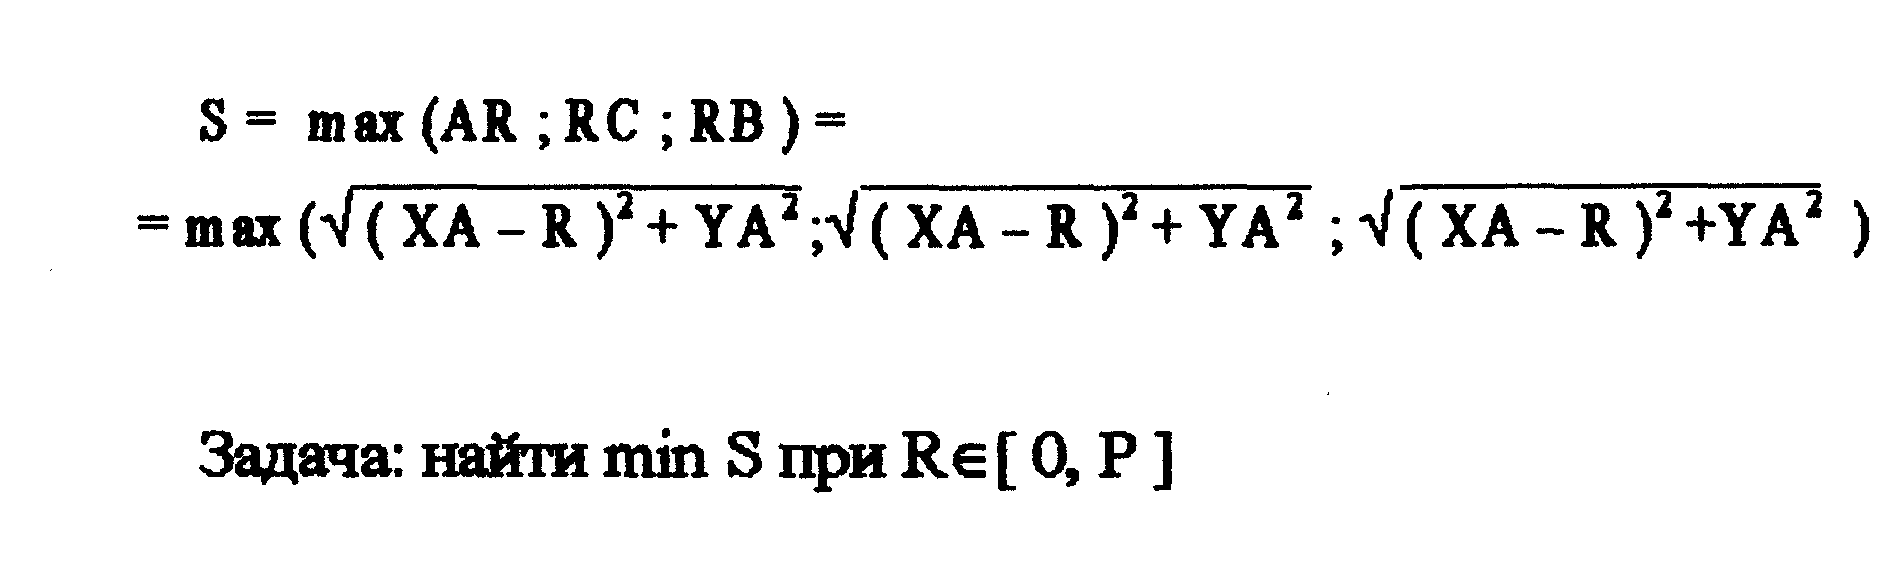 S = max (AR ; RC ; RB ) =
= max (√( XA – R )² + YA² ;√( XA – R )² + YA² ; √( XA – R )² +YA² )
Задача: найти min S при R∈[ 0, P ]